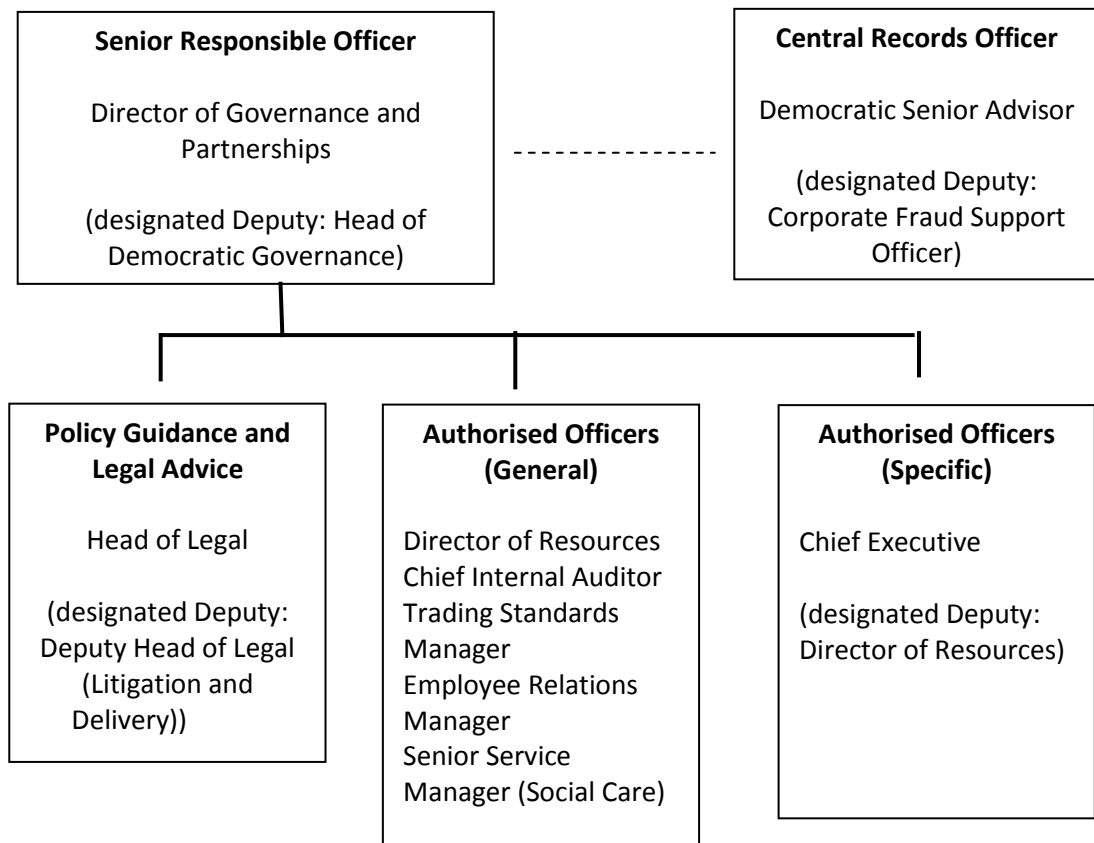 Senior Responsible Officer
Director of Governance and
Partnerships
(designated Deputy: Head of
Democratic Governance)
Central Records Officer
Democratic Senior Advisor
(designated Deputy:
Corporate Fraud Support
Officer)
Policy Guidance and
Legal Advice
Head of Legal
(designated Deputy:
Deputy Head of Legal
(Litigation and
Delivery))
Authorised Officers
(General)
Director of Resources
Chief Internal Auditor
Trading Standards
Manager
Employee Relations
Manager
Senior Service
Manager (Social Care)
Authorised Officers
(Specific)
Chief Executive
(designated Deputy:
Director of Resources)